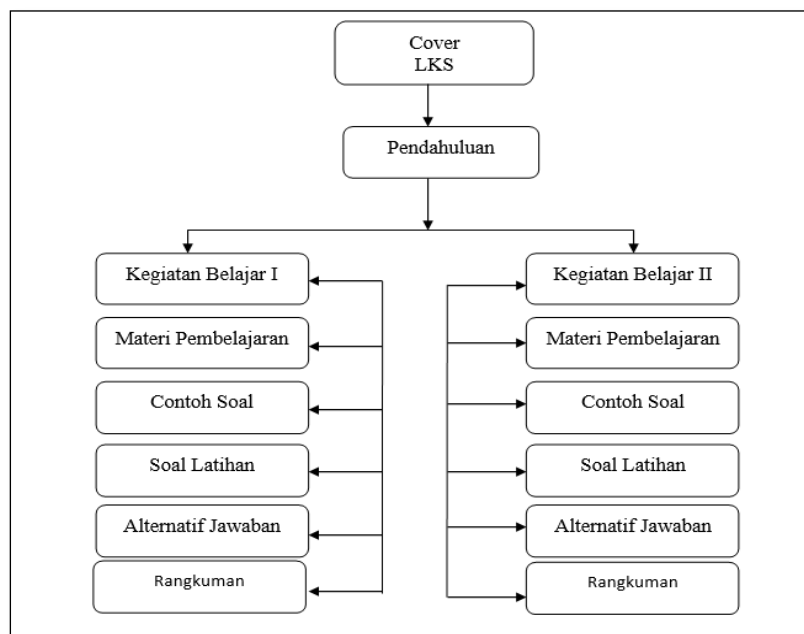 Cover
LKS
Pendahuluan
Kegiatan Belajar I
Materi Pembelajaran
Contoh Soal
Soal Latihan
Alternatif Jawaban
Rangkuman
Kegiatan Belajar II
Materi Pembelajaran
Contoh Soal
Soal Latihan
Alternatif Jawaban
Rangkuman